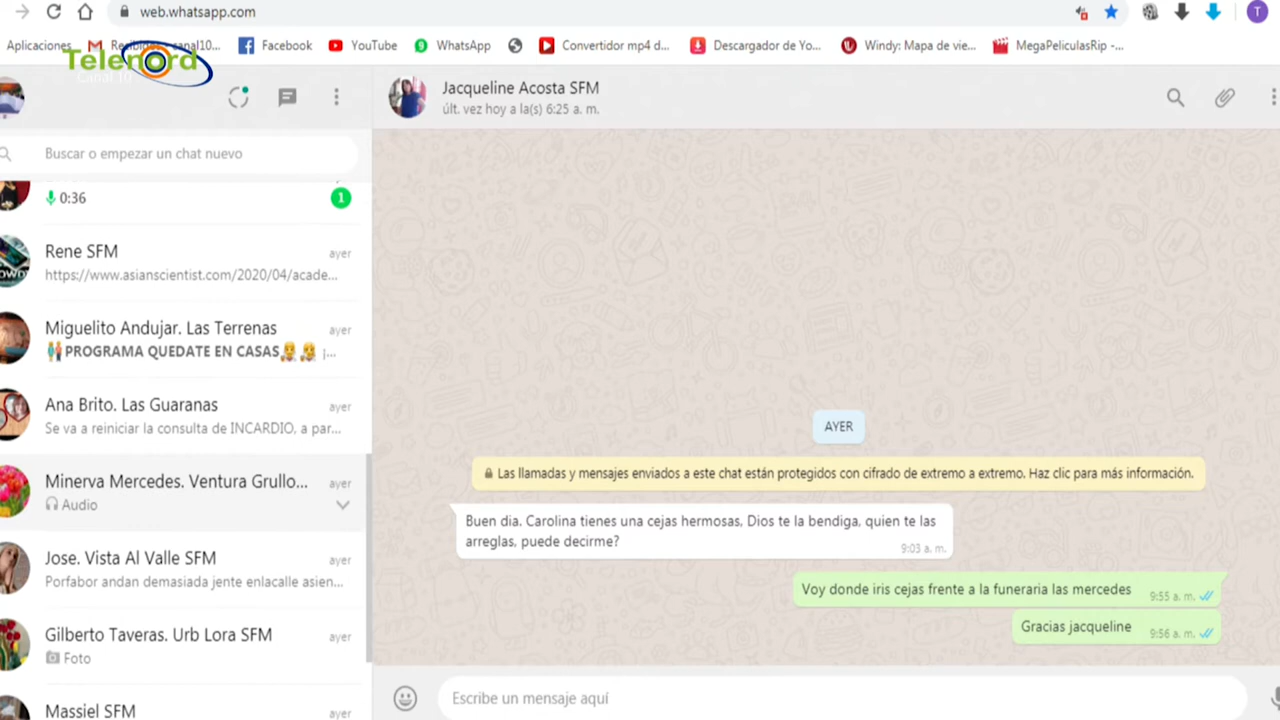 web.whatsapp.com
T
Aplicaciones
Recibidos - canal10...
Facebook
YouTube
WhatsApp
Convertidor mp4 d...
Descargador de Yo...
Windy: Mapa de vie...
MegaPeliculasRip -...
Telenord
Canal 10
Jacqueline Acosta SFM
últ. vez hoy a la(s) 6:25 a. m.
Buscar o empezar un chat nuevo
0:36
1
Rene SFM
ayer
https://www.asianscientist.com/2020/04/acade...
Miguelito Andujar. Las Terrenas
ayer
PROGRAMA QUEDATE EN CASAS
Ana Brito. Las Guaranas
ayer
Se va a reiniciar la consulta de INCARDIO, a par...
Minerva Mercedes. Ventura Grullo...
ayer
Audio
Jose. Vista Al Valle SFM
ayer
Porfabor andan demasiada jente enlacalle asien...
Gilberto Taveras. Urb Lora SFM
ayer
Foto
Massiel SFM
ayer
AYER
Las llamadas y mensajes enviados a este chat están protegidos con cifrado de extremo a extremo. Haz clic para más información.
Buen dia. Carolina tienes una cejas hermosas, Dios te la bendiga, quien te las
arreglas, puede decirme?
9:03 a. m.
Voy donde iris cejas frente a la funeraria las mercedes
9:55 a. m.
Gracias jacqueline
9:56 a. m.
Escribe un mensaje aquí